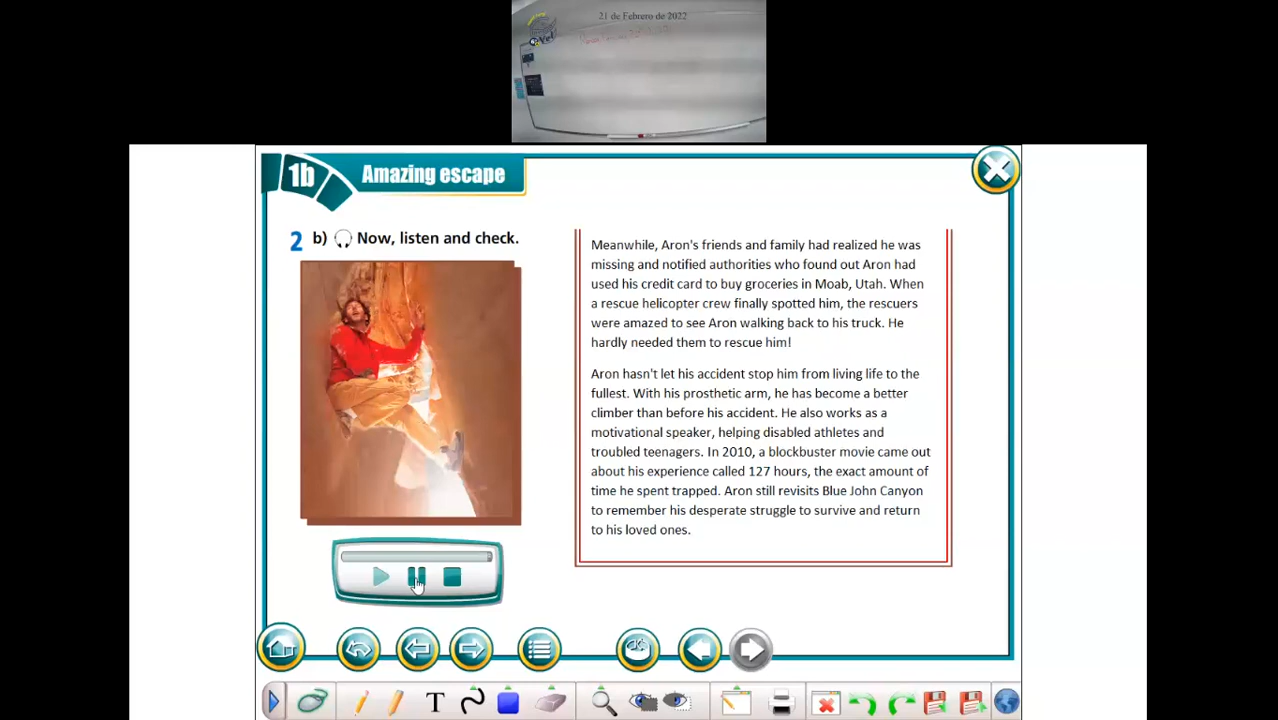 21 de Febrero de 2022
1b Amazing escape
2 b) Now, listen and check.
Meanwhile, Aron's friends and family had realized he was
missing and notified authorities who found out Aron had
used his credit card to buy groceries in Moab, Utah. When
a rescue helicopter crew finally spotted him, the rescuers
were amazed to see Aron walking back to his truck. He
hardly needed them to rescue him!
Aron hasn't let his accident stop him from living life to the
fullest. With his prosthetic arm, he has become a better
climber than before his accident. He also works as a
motivational speaker, helping disabled athletes and
troubled teenagers. In 2010, a blockbuster movie came out
about his experience called 127 hours, the exact amount of
time he spent trapped. Aron still revisits Blue John Canyon
to remember his desperate struggle to survive and return
to his loved ones.
T